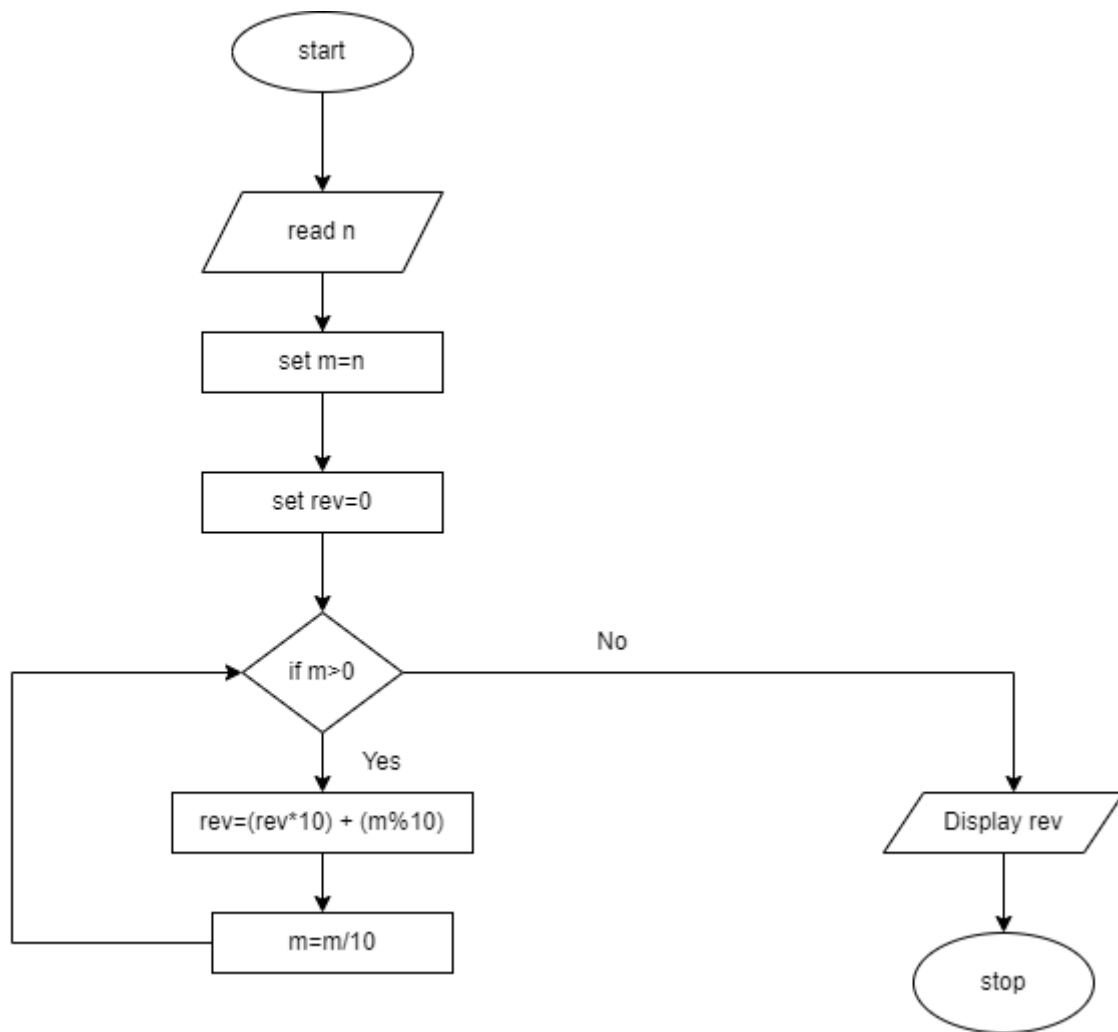 start
read n
set m=n
set rev=0
if m>0
No
Yes
rev=(rev*10) + (m%10)
m=m/10
Display rev
stop